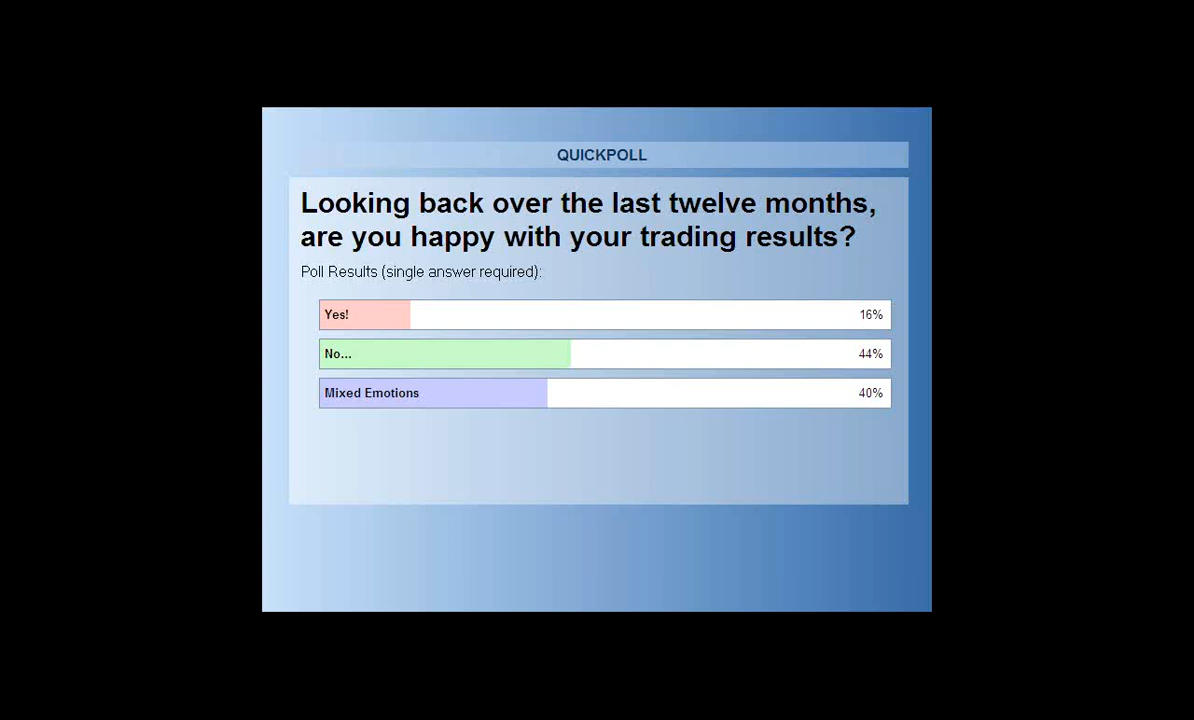 QUICKPOLL
Looking back over the last twelve months,
are you happy with your trading results?
Poll Results (single answer required):
Yes! 16%
No... 44%
Mixed Emotions 40%